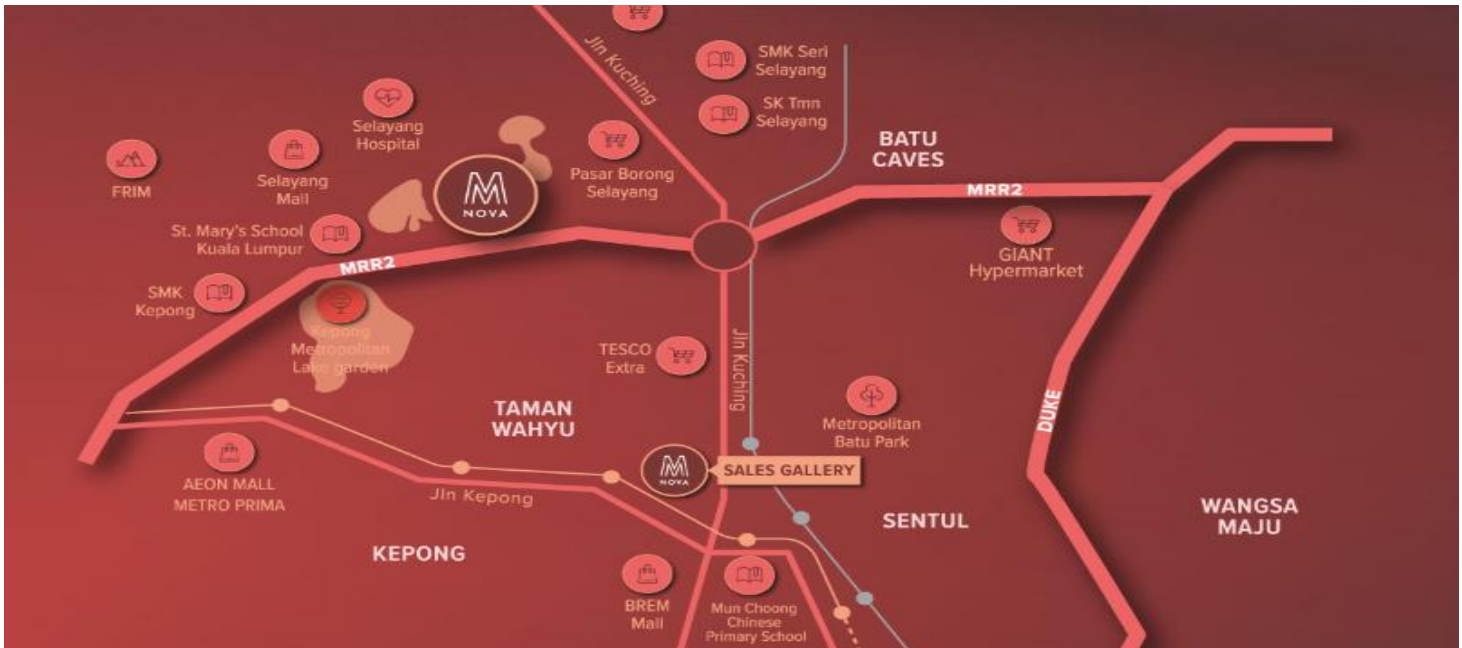 Jln Kuching
SMK Seri
Selayang
SK Tmn
Selayang
BATU
CAVES
Selayang
Hospital
FRIM
Selayang
Mall
M
NOVA
Pasar Borong
Selayang
MRR2
St. Mary's School
Kuala Lumpur
MRR2
GIANT
Hypermarket
SMK
Kepong
Kepong
Metropolitan
Lake garden
TESCO
Extra
Jln Kuching
DUKE
TAMAN
WAHYU
Metropolitan
Batu Park
M
NOVA
SALES GALLERY
AEON MALL
METRO PRIMA
Jln Kepong
SENTUL
WANGSA
MAJU
KEPONG
BREM
Mall
Mun Choong
Chinese
Primary School